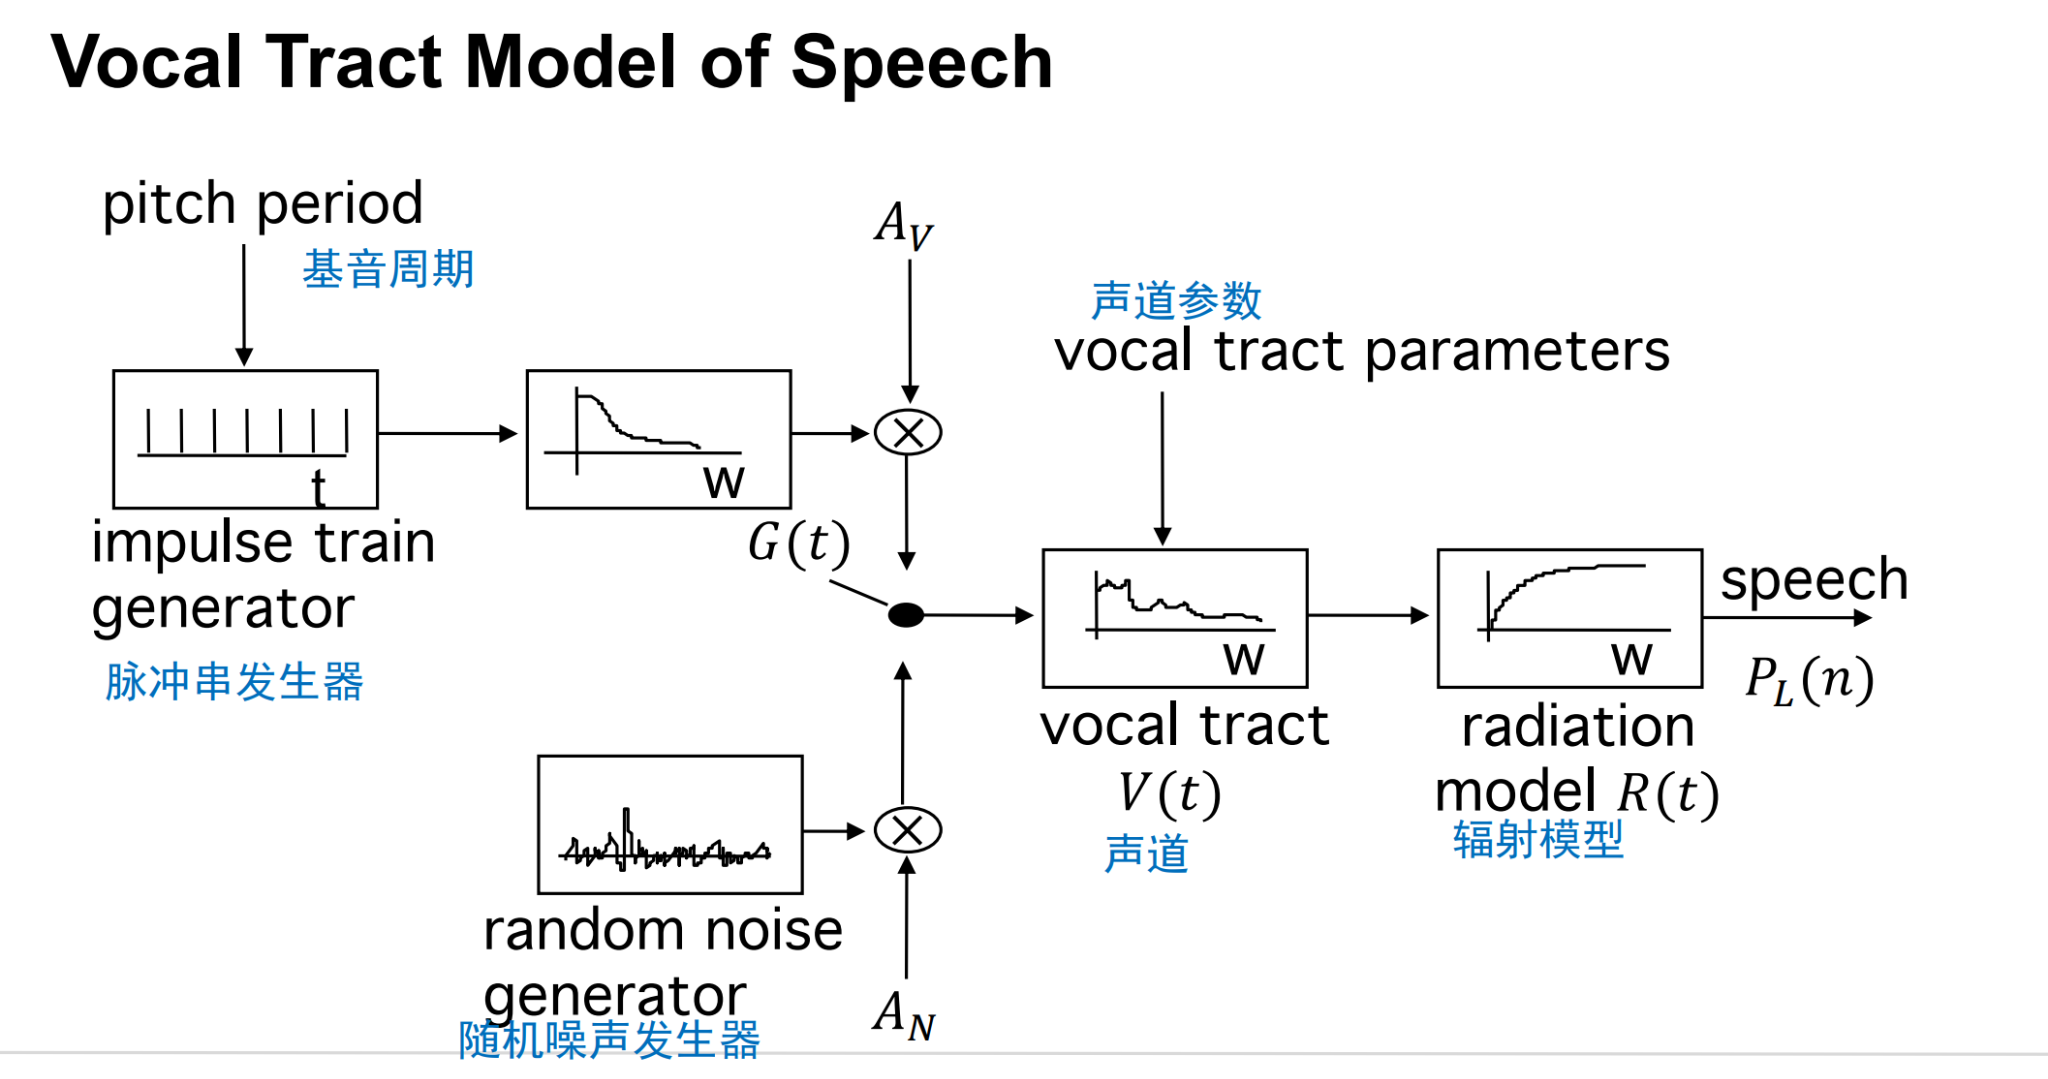 Vocal Tract Model of Speech
pitch period
基音周期
A_V
声道参数
vocal tract parameters
t
w
impulse train
generator
脉冲串发生器
G(t)
w
w
speech
P_L(n)
vocal tract
V(t)
声道
radiation
model R(t)
辐射模型
random noise
generator
随机噪声发生器
A_N